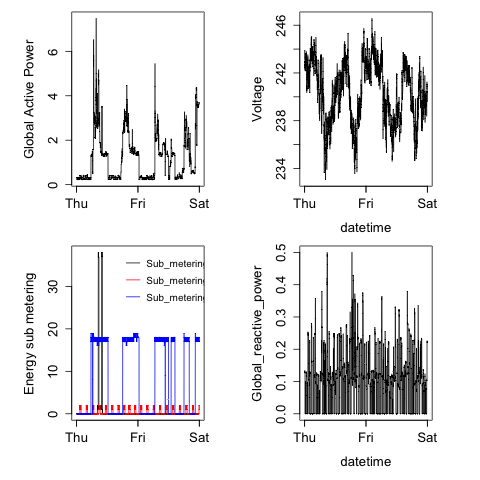 Global Active Power
6
4
2
0
Thu Fri Sat
Voltage
246
242
238
234
Thu Fri Sat
datetime
Energy sub metering
30
20
10
0
Sub_metering
Sub_metering
Sub_metering
Thu Fri Sat
Global_reactive_power
0.5
0.4
0.3
0.2
0.1
0.0
Thu Fri Sat
datetime